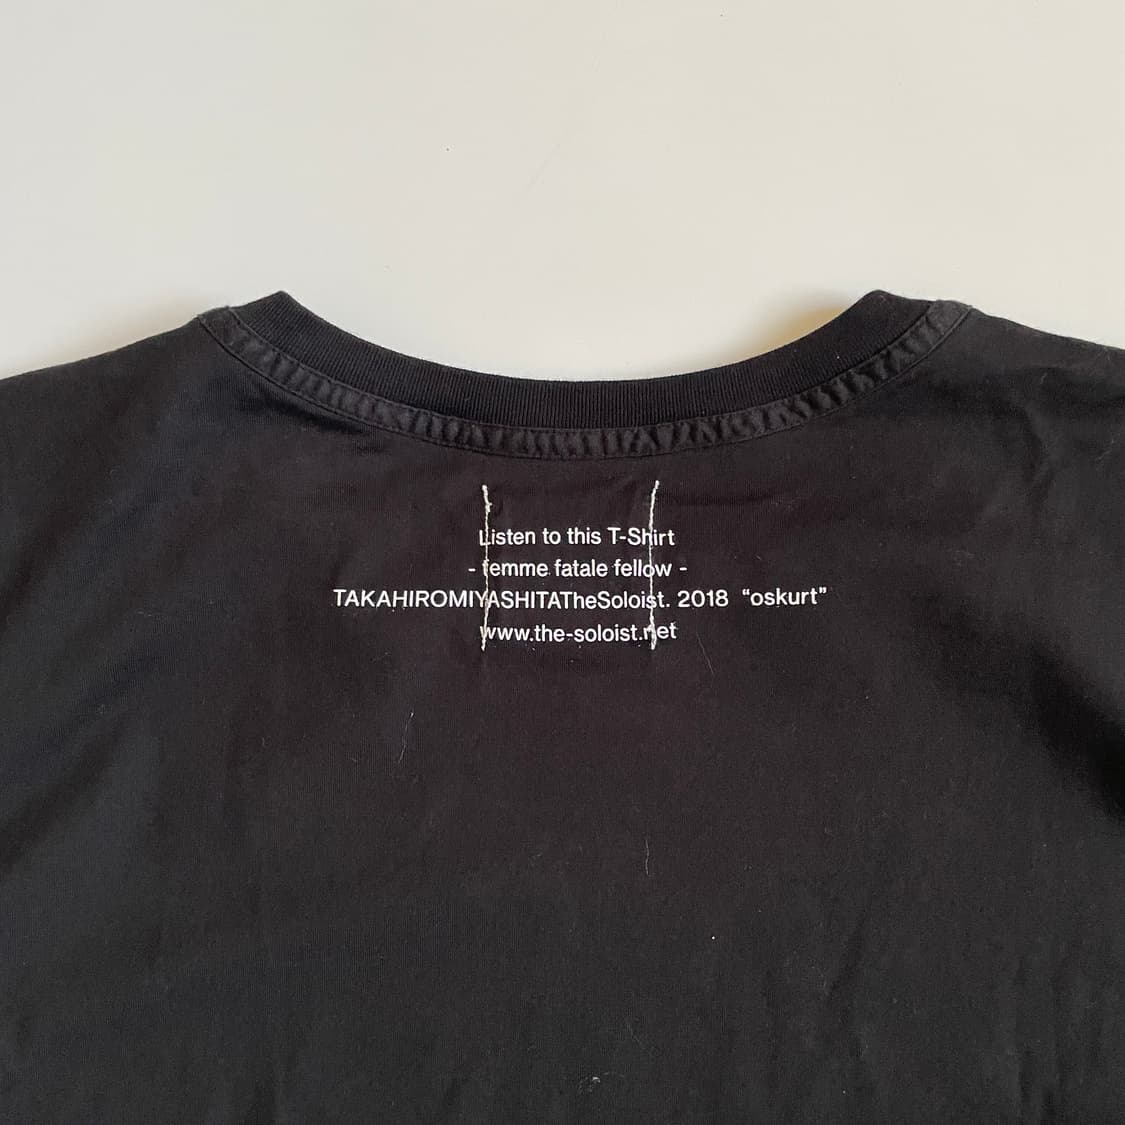 Listen to this T-Shirt
- femme fatale fellow -
TAKAHIROMIYASHITATheSoloist. 2018 “oskurt”
www.the-soloist.net